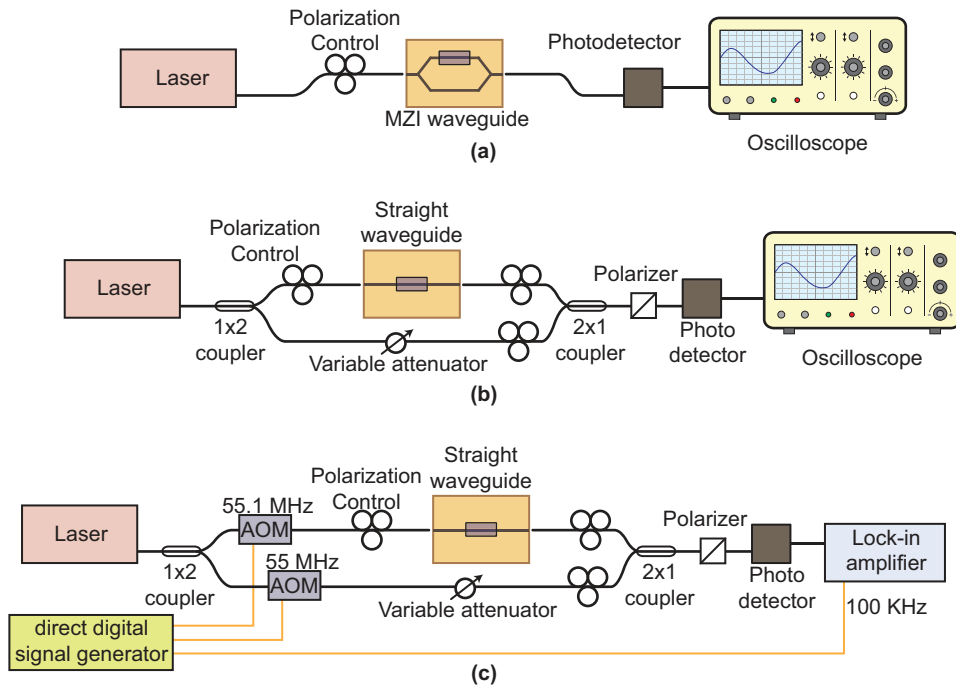 Polarization
Control
Laser
Photodetector
MZI waveguide
Oscilloscope
(a)
Straight
waveguide
Polarization
Control
Laser
Polarizer
1x2
coupler
2x1
coupler
Variable attenuator
Photo
detector
Oscilloscope
(b)
Straight
waveguide
Polarization
Control
55.1 MHz
AOM
Laser
Polarizer
Lock-in
amplifier
55 MHz
AOM
1x2
coupler
2x1
coupler
Variable attenuator
Photo
detector
100 KHz
direct digital
signal generator
(c)